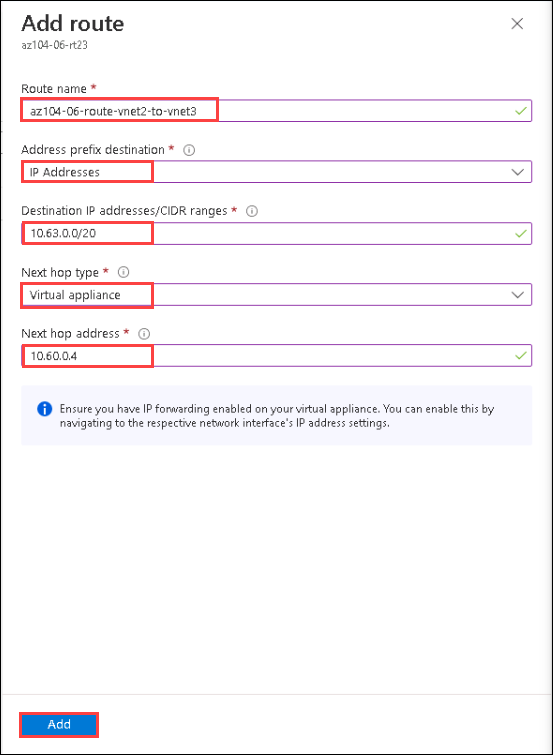 Add route
az104-06-rt23
Route name *
az104-06-route-vnet2-to-vnet3
Address prefix destination *
IP Addresses
Destination IP addresses/CIDR ranges *
10.63.0.0/20
Next hop type *
Virtual appliance
Next hop address *
10.60.0.4
Ensure you have IP forwarding enabled on your virtual appliance. You can enable this by
navigating to the respective network interface's IP address settings.
Add